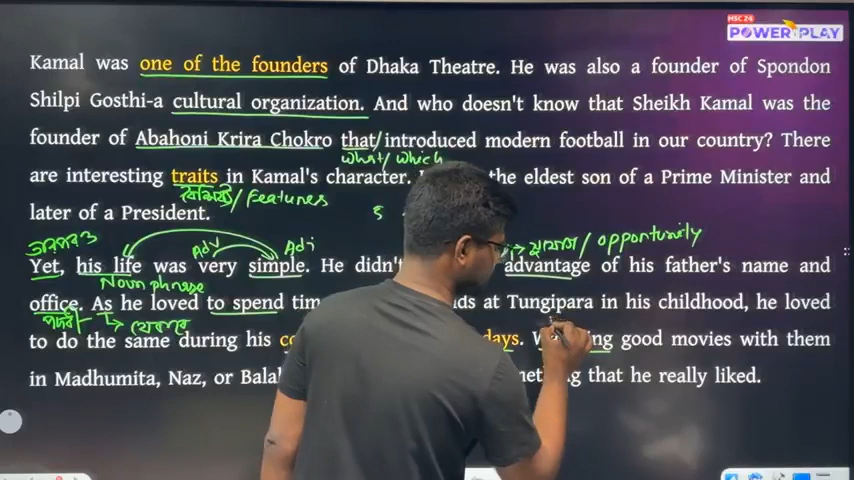 HSC 24
POWER PLAY
Kamal was one of the founders of Dhaka Theatre. He was also a founder of Spondon
Shilpi Gosthi-a cultural organization. And who doesn't know that Sheikh Kamal was the
founder of Abahoni Krira Chokro that/introduced modern football in our country? There
what/which
are interesting traits in Kamal's character. the eldest son of a Prime Minister and
বৈশিষ্ট্য/Features
later of a President.
তারপরও Adv Adj সুযোগ/opportunity
Yet, his life was very simple. He didn't advantage of his father's name and
Noun phrase
office. As he loved to spend at Tungipara in his childhood, he loved
পদবী যেভাবে
to do the same during his days. good movies with them
in Madhumita, Naz, or that he really liked.